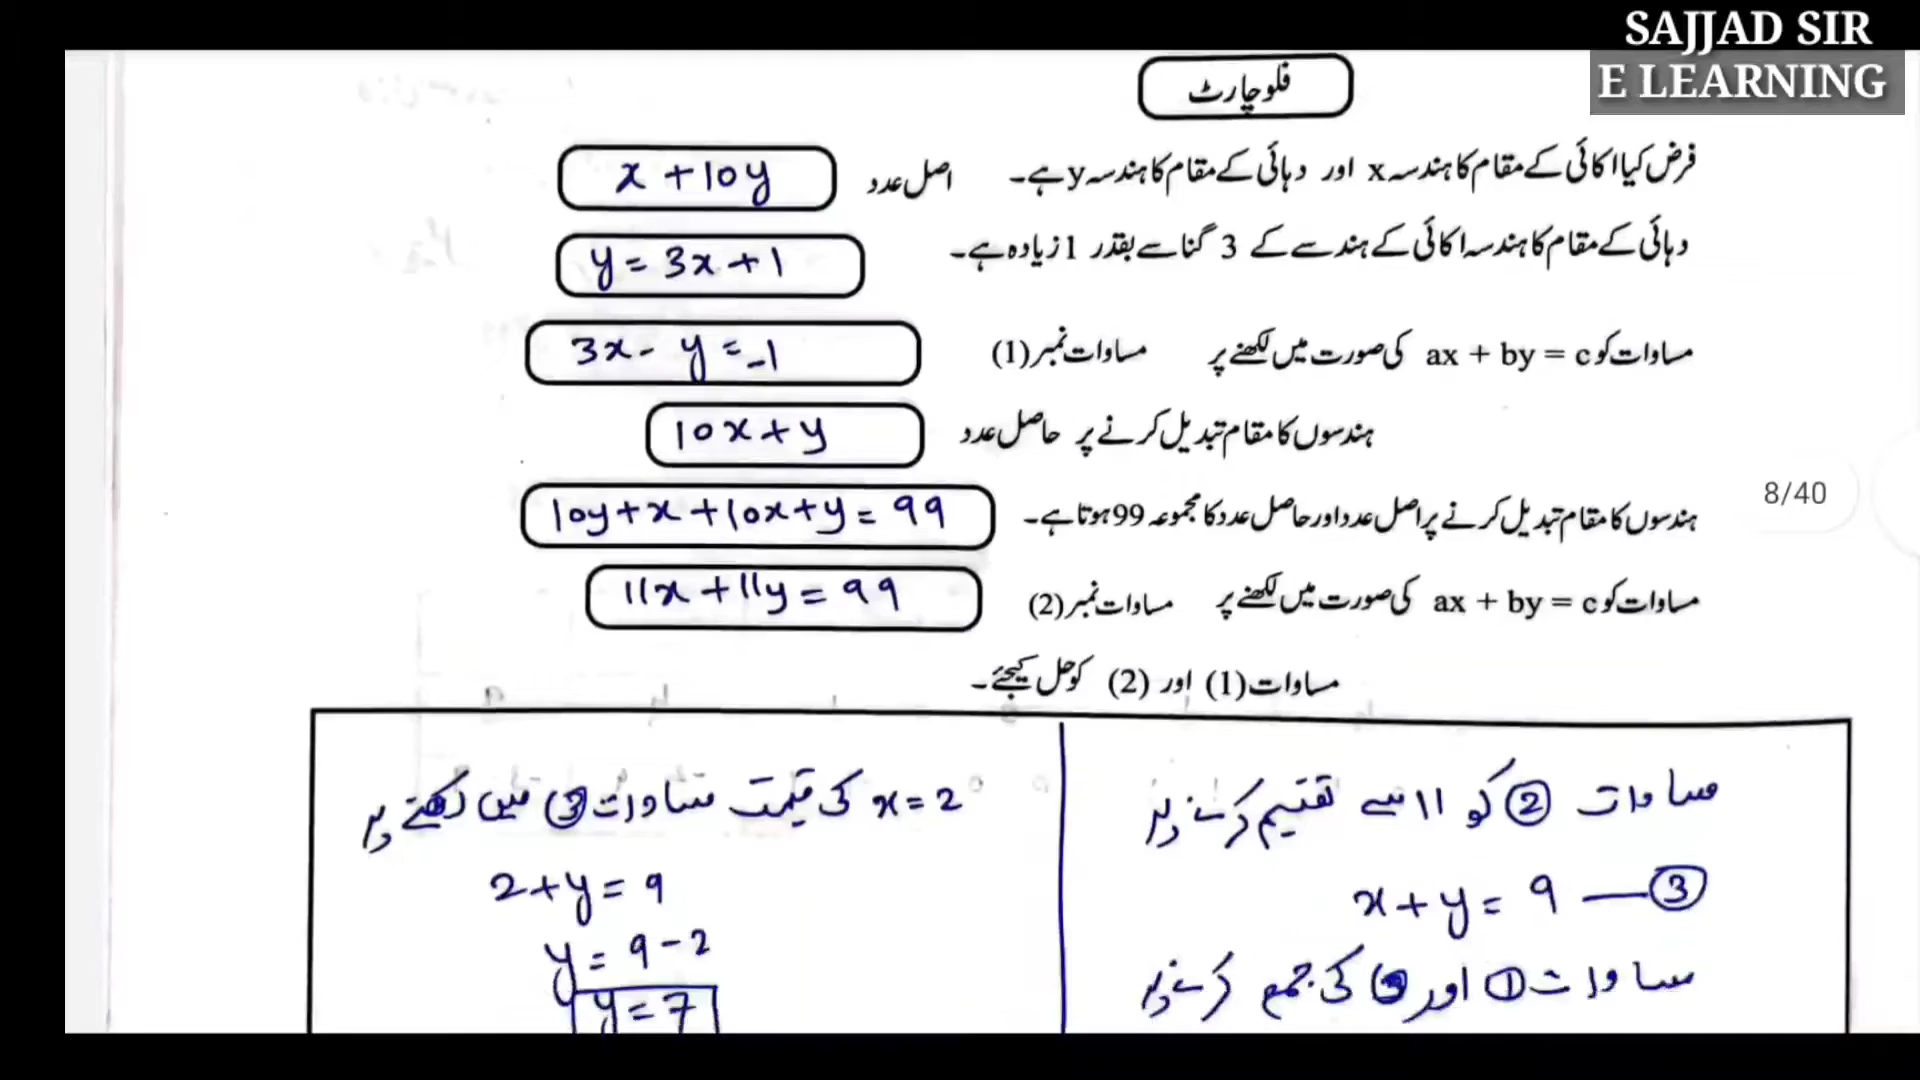 SAJJAD SIR
E LEARNING
فلو چارٹ
فرض کیا اکائی کے مقام کا ہندسہ x اور دہائی کے مقام کا ہندسہ y ہے۔ اصل عدد x + 10y
دہائی کے مقام کا ہندسہ اکائی کے ہندسے کے 3 گنا سے بقدر 1 زیادہ ہے۔ y = 3x + 1
مساوات کو ax + by = c کی صورت میں لکھنے پر مساوات نمبر (1) 3x - y = -1
ہندسوں کا مقام تبدیل کرنے پر حاصل عدد 10x + y
ہندسوں کا مقام تبدیل کرنے پر اصل عدد اور حاصل عدد کا مجموعہ 99 ہوتا ہے۔ 10y + x + 10x + y = 99
مساوات کو ax + by = c کی صورت میں لکھنے پر مساوات نمبر (2) 11x + 11y = 99
مساوات (1) اور (2) کو حل کیجئے۔
8/40
مساوات ② کو 11 سے تقسیم کرنے پر
x + y = 9 — ③
مساوات ① اور ③ کی جمع کرنے پر
x = 2 کی قیمت مساوات ③ میں رکھنے پر
2 + y = 9
y = 9 - 2
y = 7